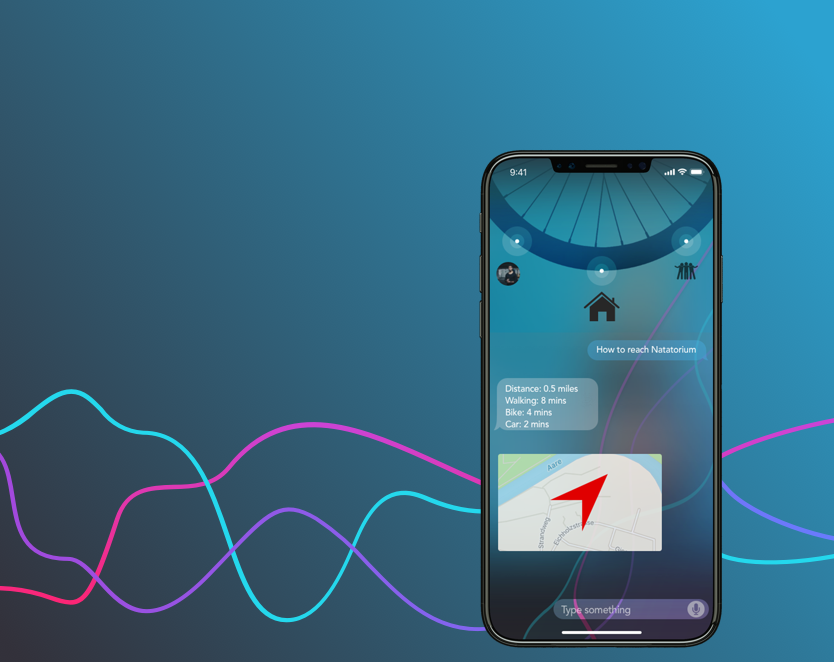 9:41
How to reach Natatorium
Distance: 0.5 miles
Walking: 8 mins
Bike: 4 mins
Car: 2 mins
Aare
Strandweg
Eichholzstrasse
Type something